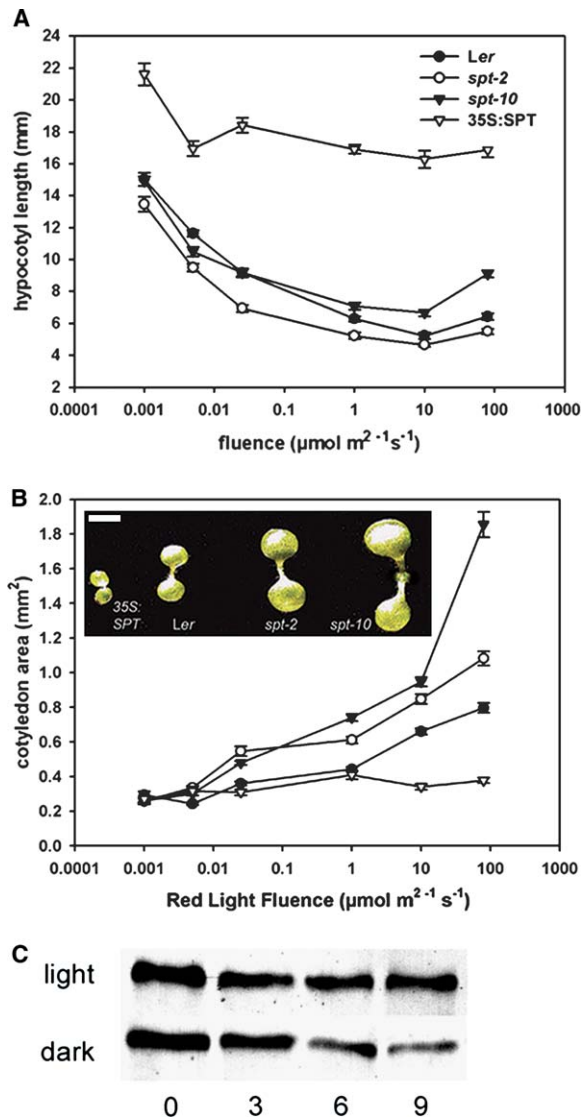 A
24
22
20
18
16
14
12
10
8
6
4
2
hypocotyl length (mm)
Ler
spt-2
spt-10
35S:SPT
0.0001 0.001 0.01 0.1 1 10 100 1000
fluence (µmol m² ⁻¹s⁻¹)
B
2.0
1.8
1.6
1.4
1.2
1.0
0.8
0.6
0.4
0.2
0.0
cotyledon area (mm²)
35S:
SPT
Ler
spt-2
spt-10
0.0001 0.001 0.01 0.1 1 10 100 1000
Red Light Fluence (µmol m² ⁻¹ s⁻¹)
C
light
dark
0 3 6 9